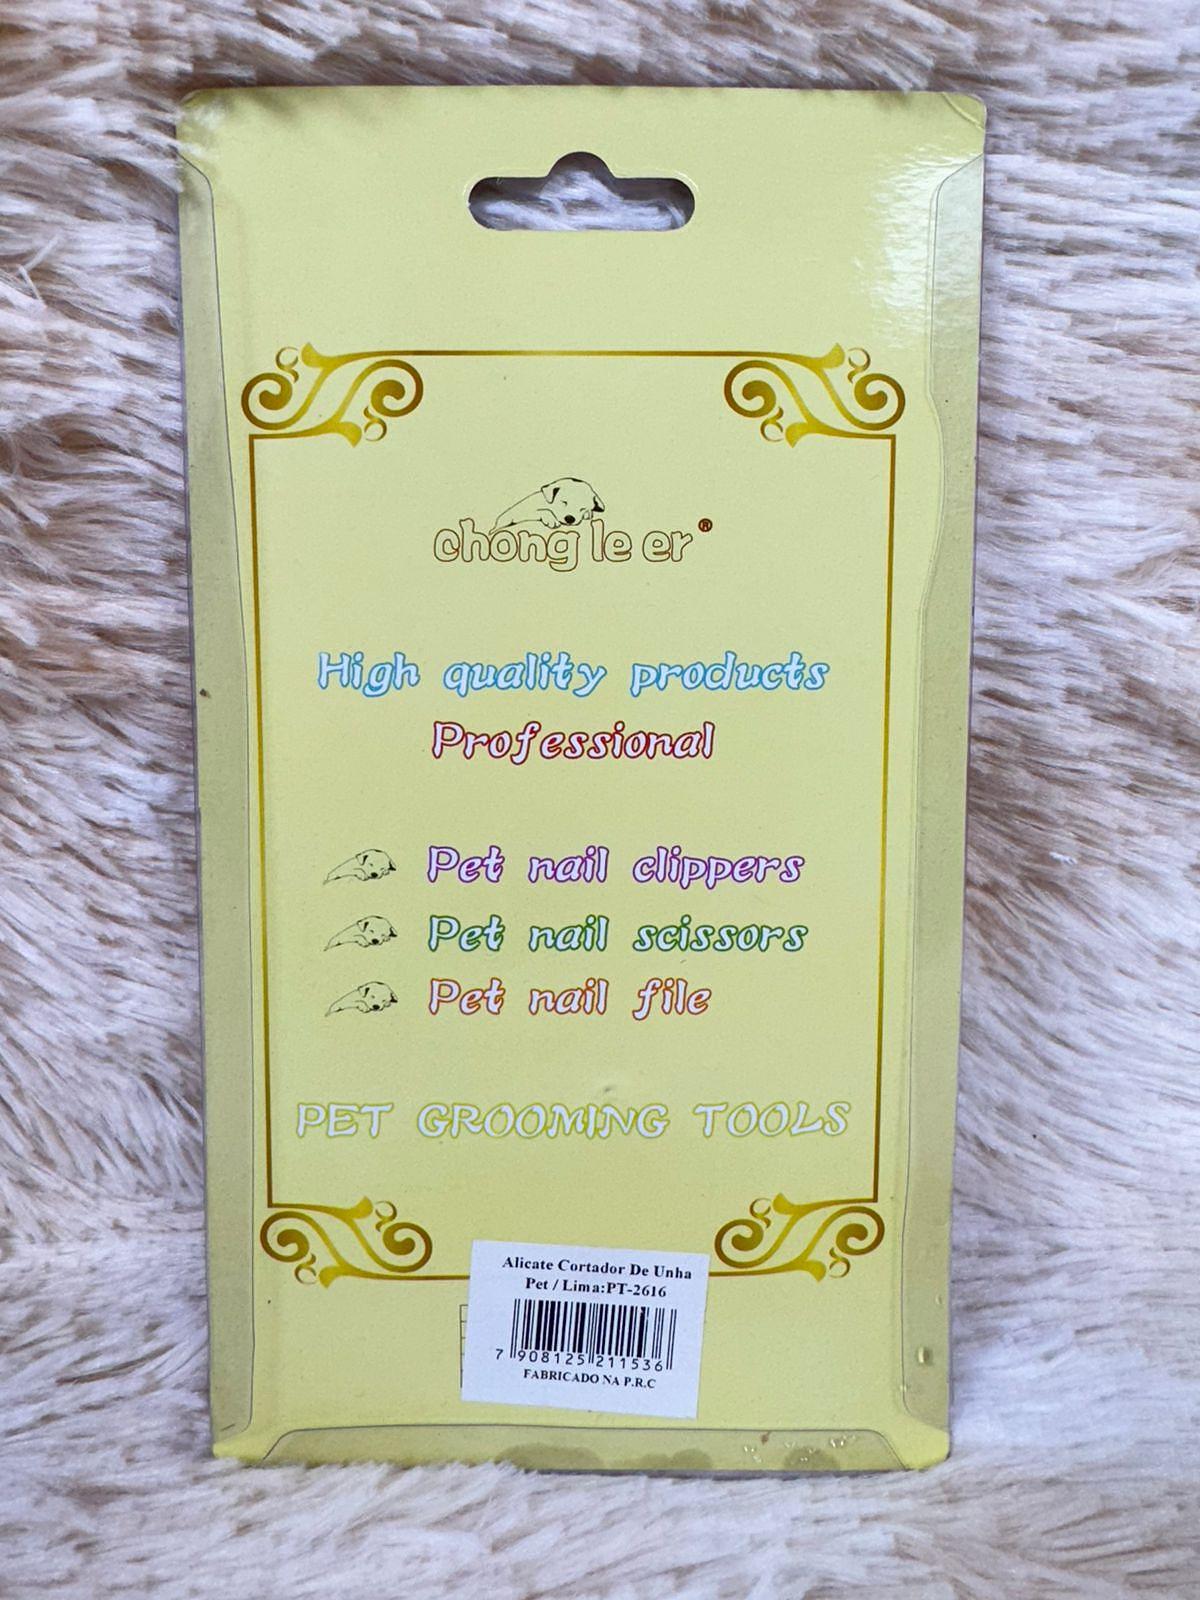 chong le er®
High quality products
Professional
Pet nail clippers
Pet nail scissors
Pet nail file
PET GROOMING TOOLS
Alicate Cortador De Unha
Pet / Lima:PT-2616
7 908125 211536
FABRICADO NA P.R.C